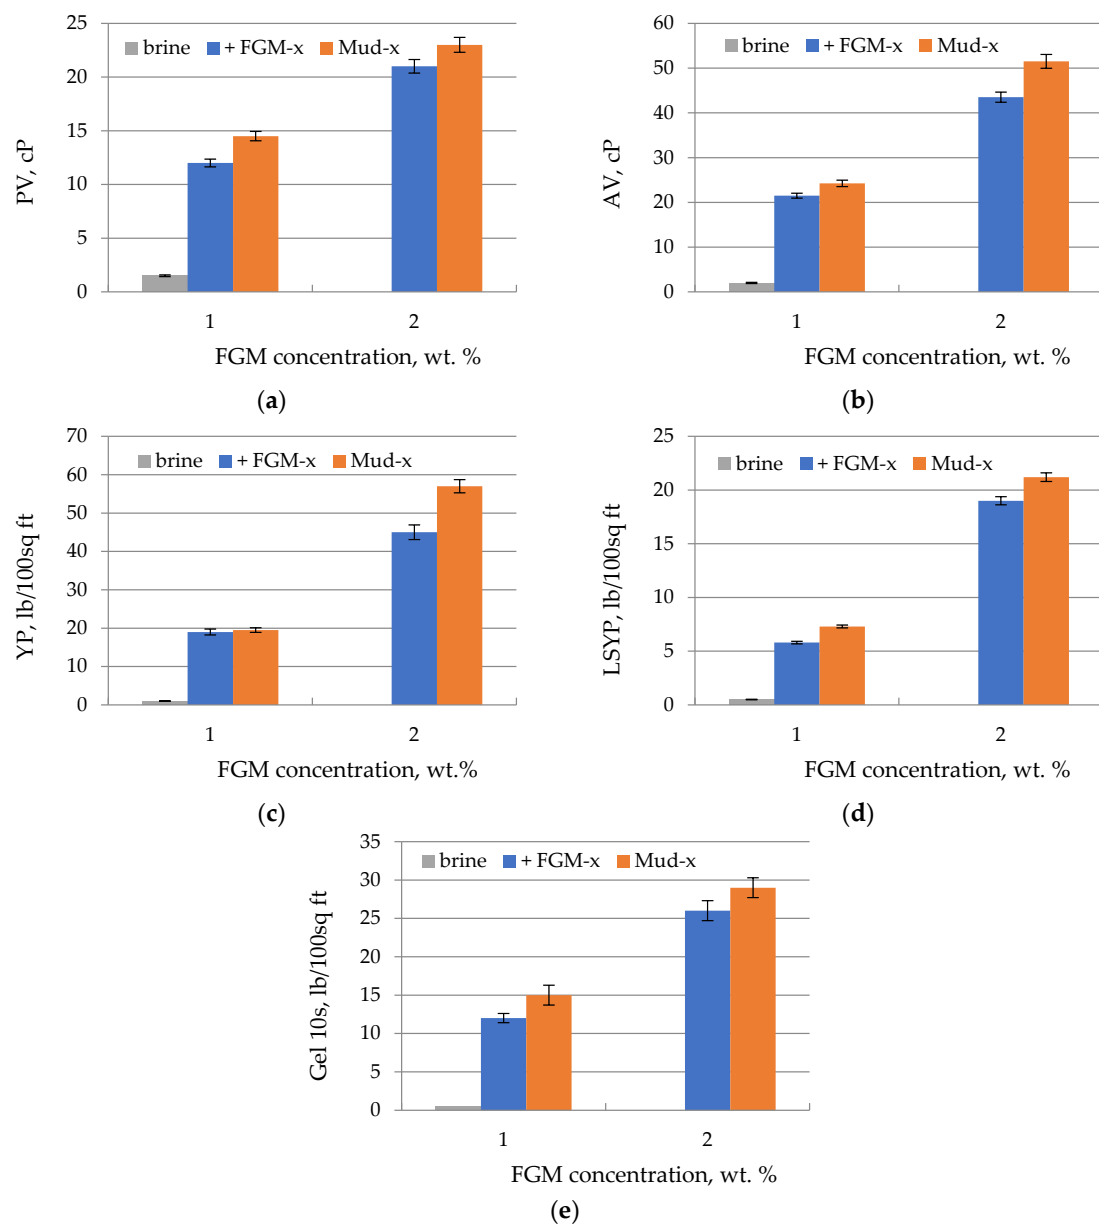 25
brine + FGM-x Mud-x
20
15
10
5
0
PV, cP
1 2
FGM concentration, wt. %
(a)
60
brine + FGM-x Mud-x
50
40
30
20
10
0
AV, cP
1 2
FGM concentration, wt. %
(b)
70
brine + FGM-x Mud-x
60
50
40
30
20
10
0
YP, lb/100sq ft
1 2
FGM concentration, wt.%
(c)
25
brine + FGM-x Mud-x
20
15
10
5
0
LSYP, lb/100sq ft
1 2
FGM concentration, wt. %
(d)
35
brine + FGM-x Mud-x
30
25
20
15
10
5
0
Gel 10s, lb/100sq ft
1 2
FGM concentration, wt. %
(e)